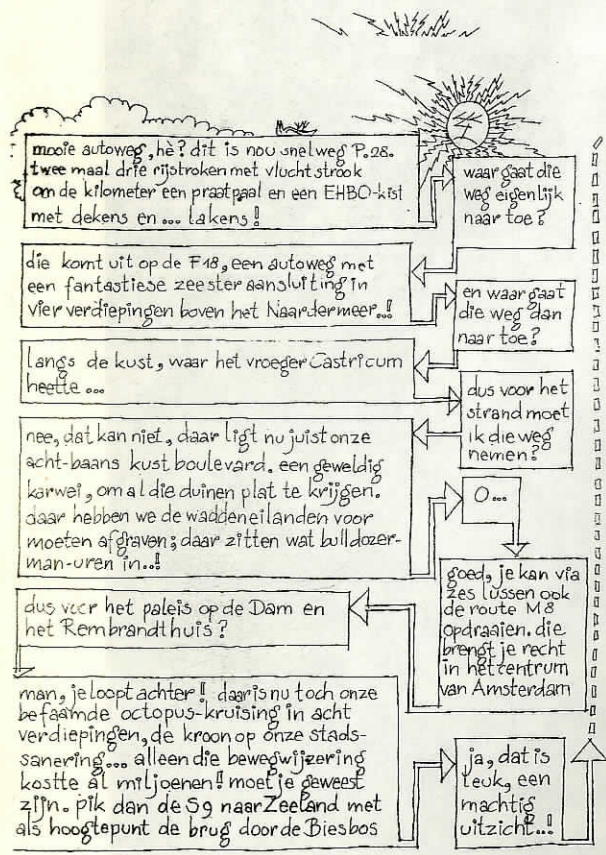 mooie autoweg, hè? dit is nou snelweg P.28.
twee maal drie rijstroken met vluchtstrook
om de kilometer een praatpaal en een EHBO-kist
met dekens en... lakens!
waar gaat die
weg eigenlijk
naar toe?
die komt uit op de F18, een autoweg met
een fantastiese zeester aansluiting in
vier verdiepingen boven het Naardermeer..!
en waar gaat
die weg dan
naar toe?
langs de kust, waar het vroeger Castricum
heette...
dus voor het
strand moet
ik die weg
nemen?
nee, dat kan niet, daar ligt nu juist onze
acht-baans kust boulevard. een geweldig
karwei, om al die duinen plat te krijgen.
daar hebben we de waddeneilanden voor
moeten afgraven; daar zitten wat bulldozer-
man-uren in..!
O...
goed, je kan via
zes lussen ook
de route M8
opdraaien. die
brengt je recht
in het centrum
van Amsterdam
dus voor het paleis op de Dam en
het Rembrandthuis?
man, je loopt achter! daar is nu toch onze
befaamde octopus-kruising in acht
verdiepingen, de kroon op onze stads-
sanering... alleen die bewegwijzering
kostte al miljoenen! moet je geweest
zijn. pik dan de S9 naar Zeeland met
als hoogtepunt de brug door de Biesbos
ja, dat is
leuk, een
machtig
uitzicht..!